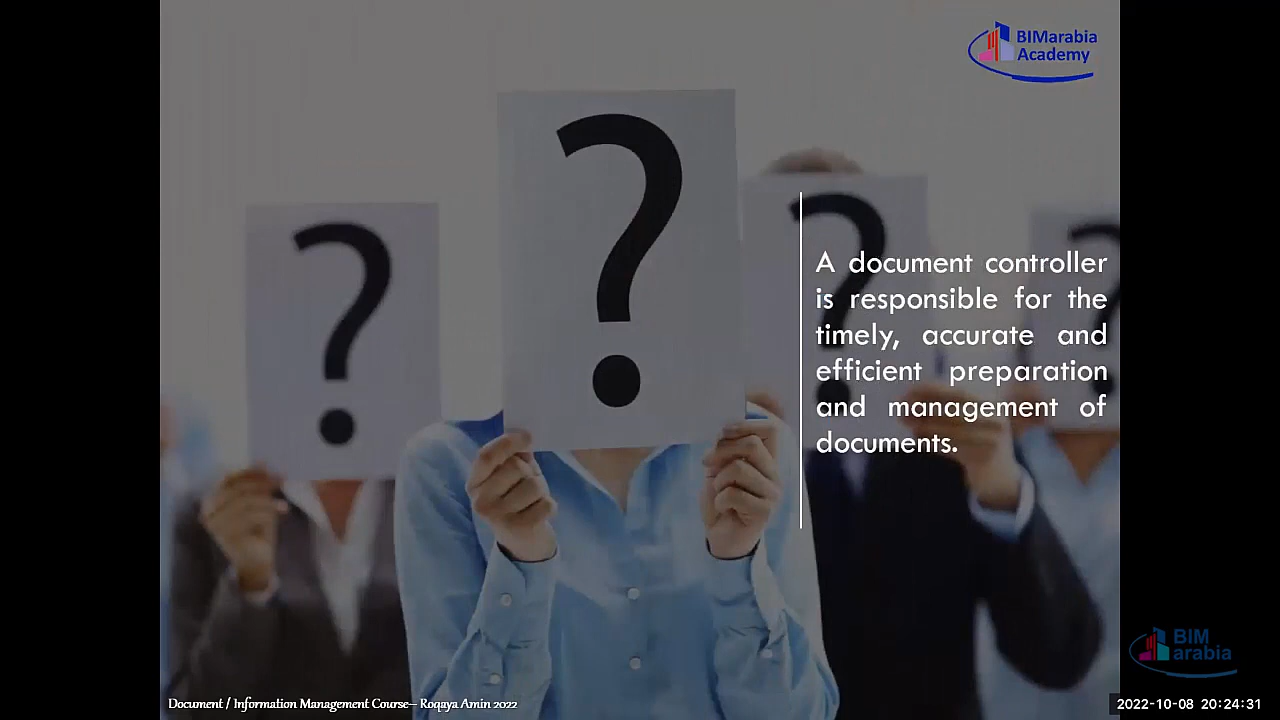 BIMarabia
Academy
?
?
?
?
A document controller
is responsible for the
timely, accurate and
efficient preparation
and management of
documents.
BIM
arabia
Document / Information Management Course– Roqaya Amin 2022
2022-10-08 20:24:31